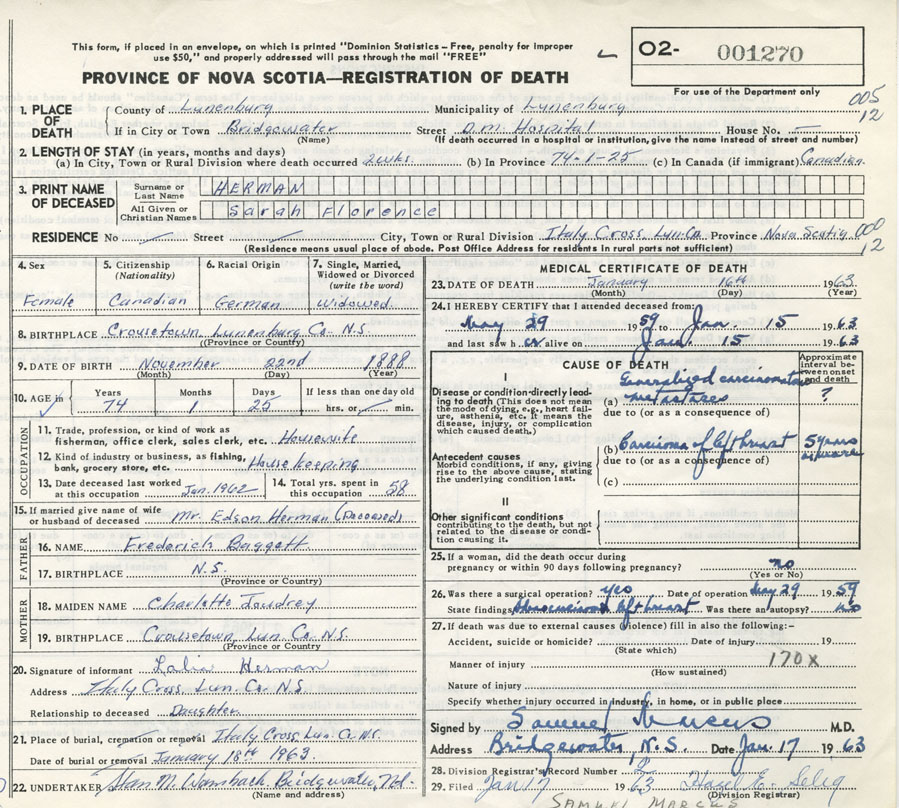 This form, if placed in an envelope, on which is printed "Dominion Statistics – Free, penalty for improper
use $50," and properly addressed will pass through the mail "FREE"
O2- 001270
PROVINCE OF NOVA SCOTIA—REGISTRATION OF DEATH
For use of the Department only
005
12
1. PLACE OF DEATH
County of Lunenburg Municipality of Lunenburg
If in City or Town Bridgewater Street D.M. Hospital House No. —
(Name) (If death occurred in a hospital or institution, give the name instead of street and number)
2. LENGTH OF STAY (in years, months and days)
(a) In City, Town or Rural Division where death occurred 2 wks. (b) In Province 74-1-25 (c) In Canada (if immigrant) Canadian
3. PRINT NAME OF DECEASED
Surname or Last Name HERMAN
All Given or Christian Names Sarah Florence
RESIDENCE No — Street — City, Town or Rural Division Italy Cross Lun. Co. Province Nova Scotia
000
12
(Residence means usual place of abode. Post Office Address for residents in rural parts not sufficient)
4. Sex
Female
5. Citizenship (Nationality)
Canadian
6. Racial Origin
German
7. Single, Married, Widowed or Divorced (write the word)
Widowed
8. BIRTHPLACE Crousetown Lunenburg Co. N.S.
(Province or Country)
9. DATE OF BIRTH November 22nd 1888
(Month) (Day) (Year)
10. AGE in
Years Months Days If less than one day old
74 1 25 hrs. or — min.
OCCUPATION
11. Trade, profession, or kind of work as
fisherman, office clerk, sales clerk, etc. Housewife
12. Kind of industry or business, as fishing,
bank, grocery store, etc. House keeping
13. Date deceased last worked
at this occupation Jan. 1962
14. Total yrs. spent in
this occupation 58
15. If married give name of wife
or husband of deceased Mr. Edson Herman (Deceased)
FATHER
16. NAME Frederick Baggett
17. BIRTHPLACE N.S.
(Province or Country)
MOTHER
18. MAIDEN NAME Charlotte Joudrey
19. BIRTHPLACE Crousetown, Lun. Co. N.S.
(Province or Country)
20. Signature of informant Lalia Herman
Address Italy Cross, Lun. Co. N.S.
Relationship to deceased Daughter
21. Place of burial, cremation or removal Italy Cross Lun. Co. N.S.
Date of burial or removal January 18th 1963
22. UNDERTAKER M. Bridgewater,
(Name and address)
MEDICAL CERTIFICATE OF DEATH
23. DATE OF DEATH January 16th 1963
(Month) (Day) (Year)
24. I HEREBY CERTIFY that I attended deceased from:
May 29 1959 to Jan. 15 1963
and last saw her alive on Jan. 15 1963
CAUSE OF DEATH
Approximate interval between onset and death
I
Disease or condition directly leading to death (This does not mean the mode of dying, e.g., heart failure, asthenia, etc. It means the disease, injury, or complication which caused death.)
(a) Generalized metastases ?
due to (or as a consequence of)
(b) Carcinoma of left breast 5 years
due to (or as a consequence of)
(c)
Antecedent causes
Morbid conditions, if any, giving rise to the above cause, stating the underlying condition last.
II
Other significant conditions
contributing to the death, but not related to the disease or condition causing it.
25. If a woman, did the death occur during
pregnancy or within 90 days following pregnancy? no
(Yes or No)
26. Was there a surgical operation? yes Date of operation May 29 1959
State findings left breast Was there an autopsy? no
27. If death was due to external causes (violence) fill in also the following:–
Accident, suicide or homicide? Date of injury 19
(State which)
Manner of injury 170x
(How sustained)
Nature of injury
Specify whether injury occurred in industry, in home, or in public place
Signed by Samuel Marcus M.D.
Address Bridgewater, N.S. Date Jan. 17 1963
28. Division Registrar's Record Number
29. Filed Jan 17 1963 Hazel E. Selig
(Division Registrar)
SAMUEL MARCUS